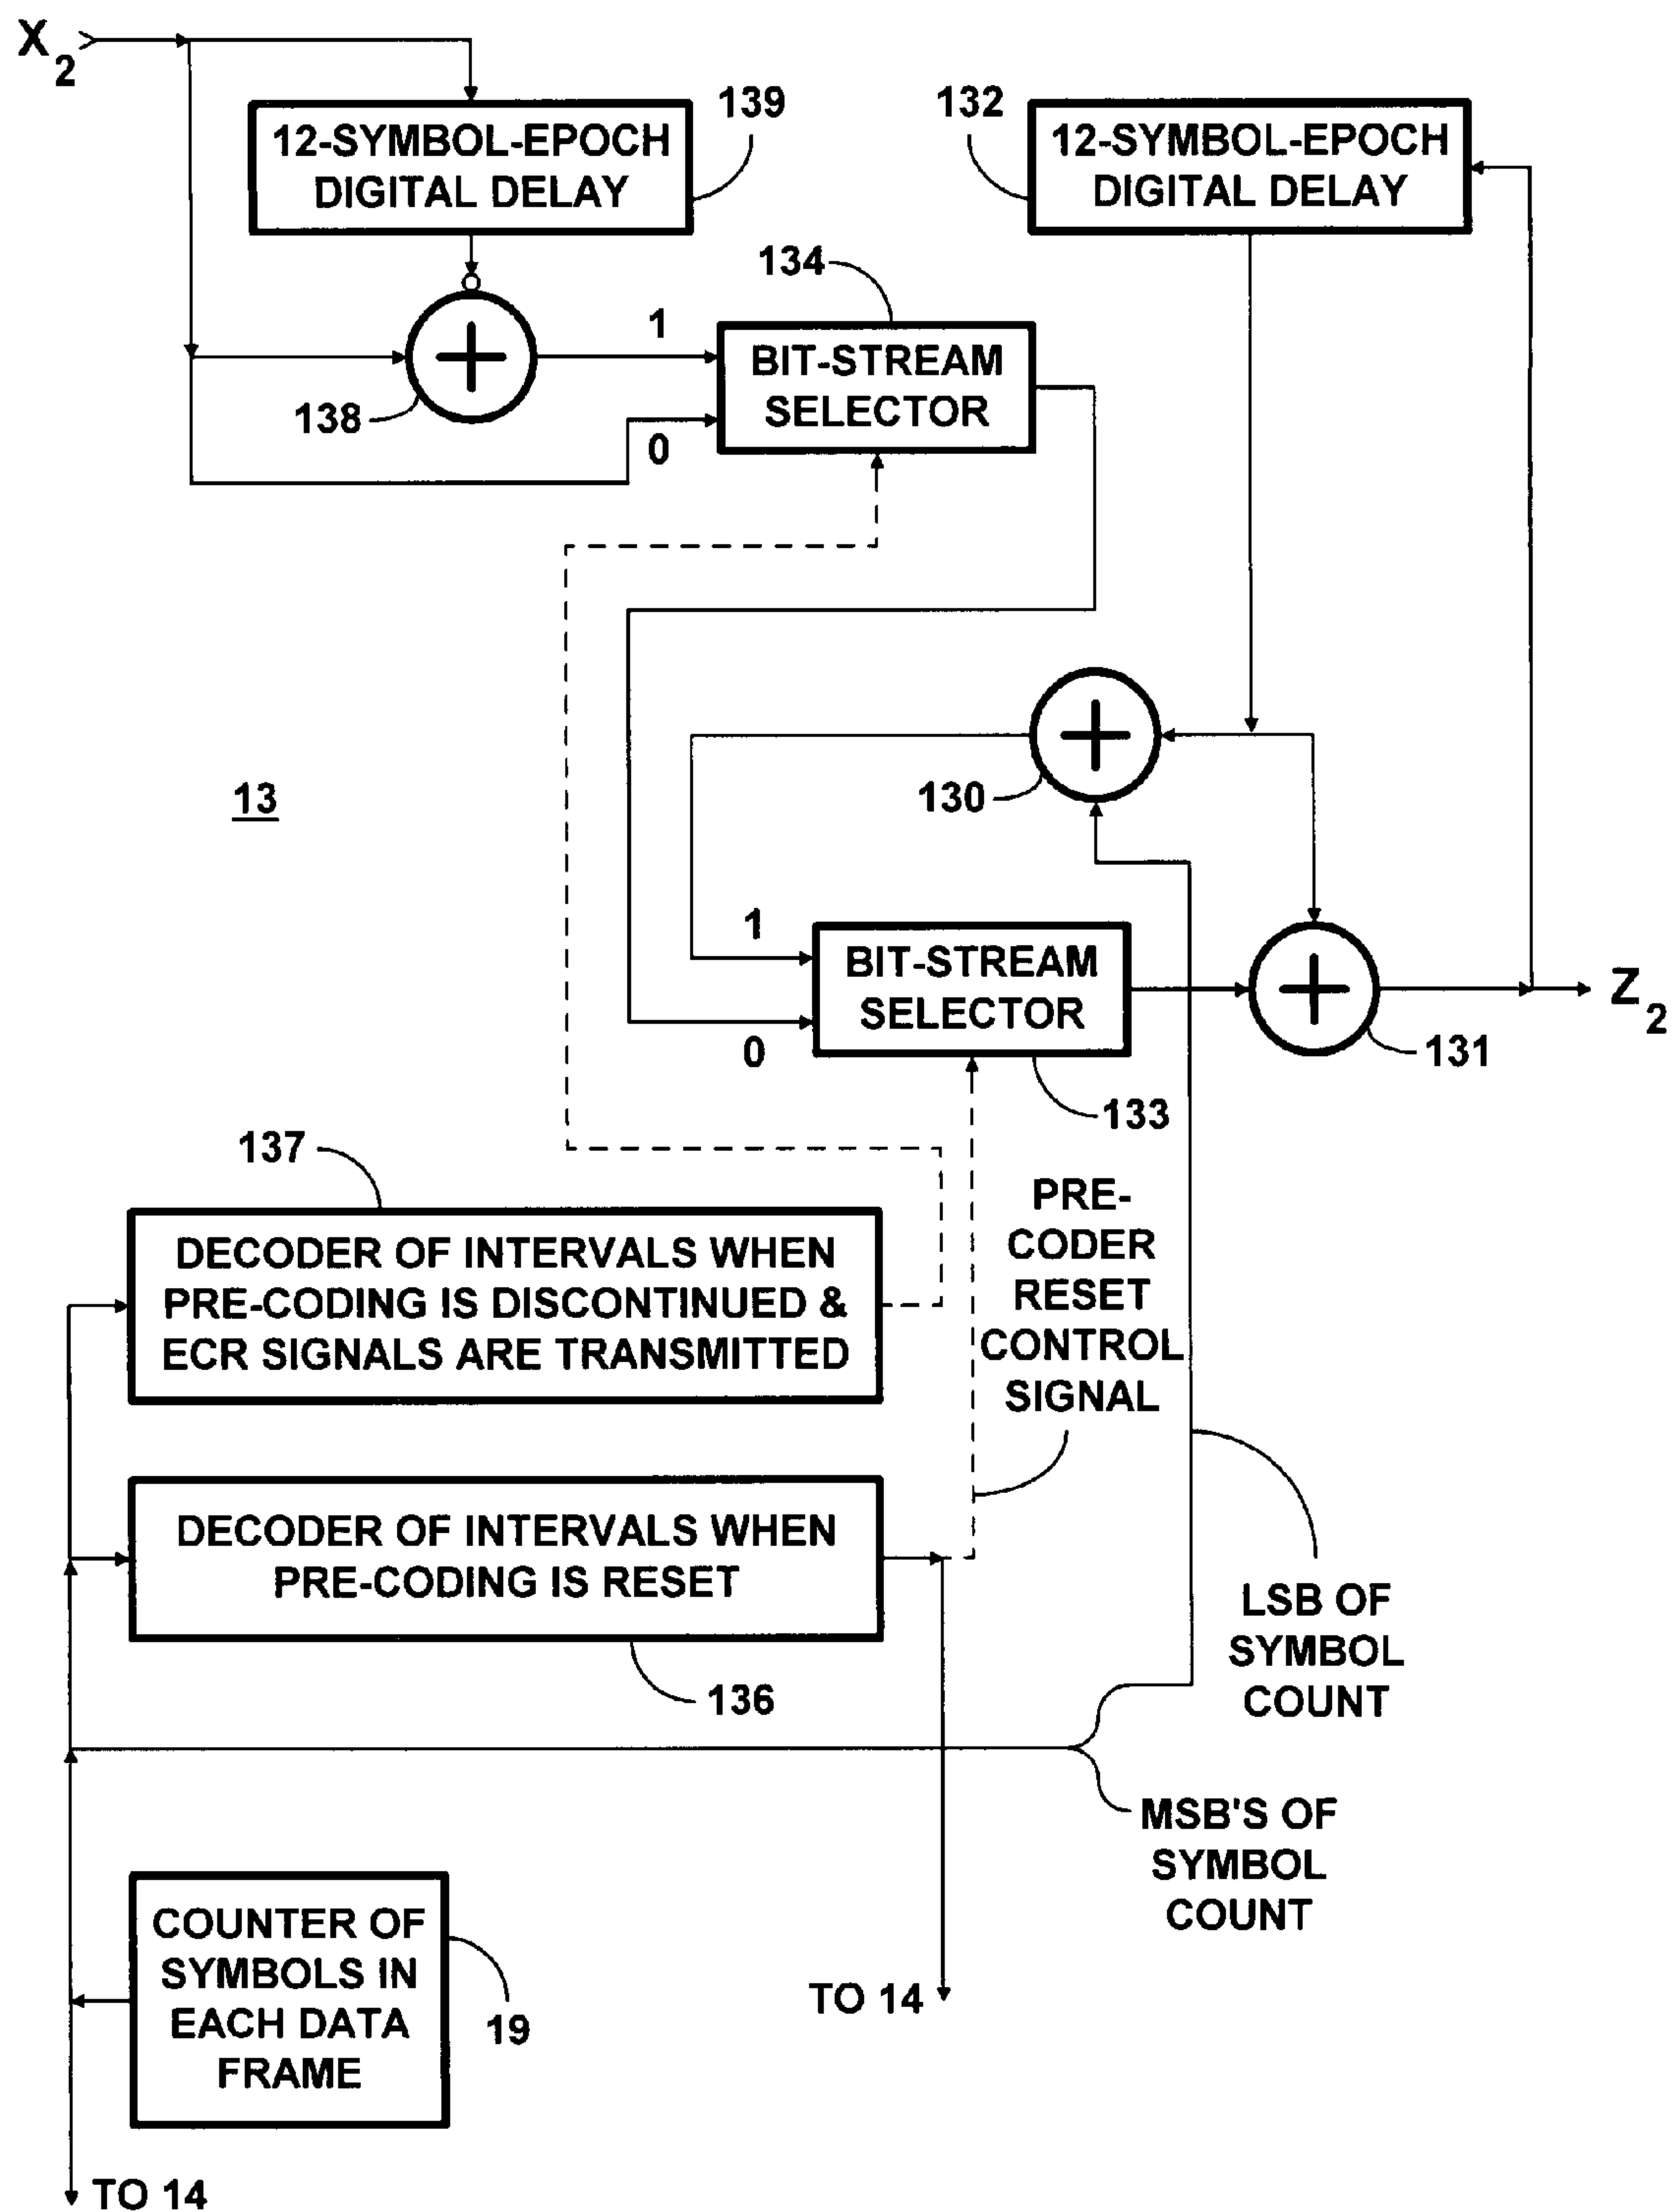 X2
139
132
12-SYMBOL-EPOCH
DIGITAL DELAY
12-SYMBOL-EPOCH
DIGITAL DELAY
134
1
BIT-STREAM
SELECTOR
138
0
13
130
1
BIT-STREAM
SELECTOR
Z2
0
131
133
137
PRE-
CODER
RESET
CONTROL
SIGNAL
DECODER OF INTERVALS WHEN
PRE-CODING IS DISCONTINUED &
ECR SIGNALS ARE TRANSMITTED
DECODER OF INTERVALS WHEN
PRE-CODING IS RESET
136
LSB OF
SYMBOL
COUNT
MSB'S OF
SYMBOL
COUNT
COUNTER OF
SYMBOLS IN
EACH DATA
FRAME
19
TO 14
TO 14